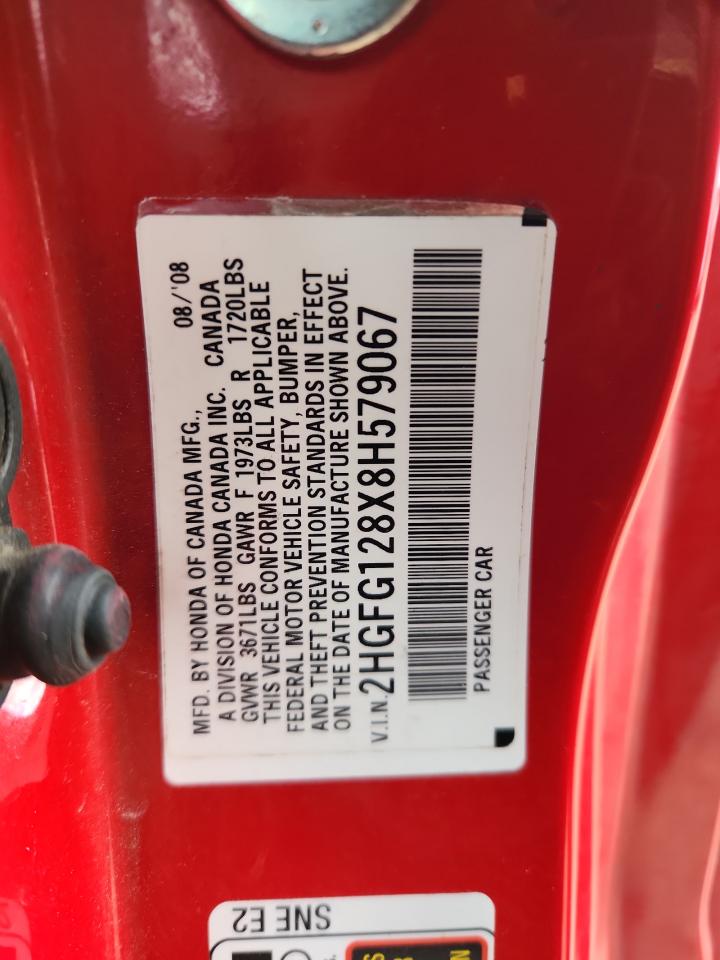 MFD. BY HONDA OF CANADA MFG., 08/'08
A DIVISION OF HONDA CANADA INC. CANADA
GVWR 3671LBS GAWR F 1973LBS R 1720LBS
THIS VEHICLE CONFORMS TO ALL APPLICABLE
FEDERAL MOTOR VEHICLE SAFETY, BUMPER,
AND THEFT PREVENTION STANDARDS IN EFFECT
ON THE DATE OF MANUFACTURE SHOWN ABOVE.
V.I.N. 2HGFG128X8H579067
PASSENGER CAR
SNE E2